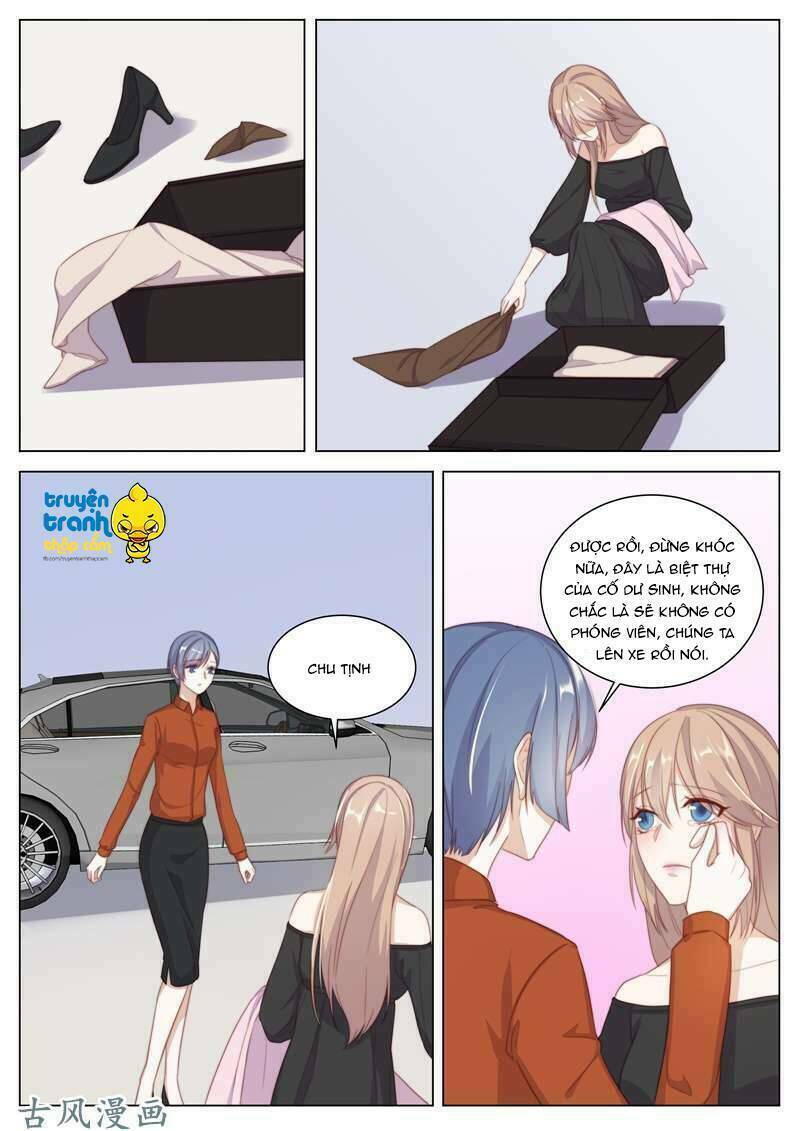 truyện
tranh
thập cẩm
CHU TỊNH
ĐƯỢC RỒI, ĐỪNG KHÓC
NỮA, ĐÂY LÀ BIỆT THỰ
CỦA CỐ DƯ SINH, KHÔNG
CHẮC LÀ SẼ KHÔNG CÓ
PHÓNG VIÊN, CHÚNG TA
LÊN XE RỒI NÓI.
古风漫画